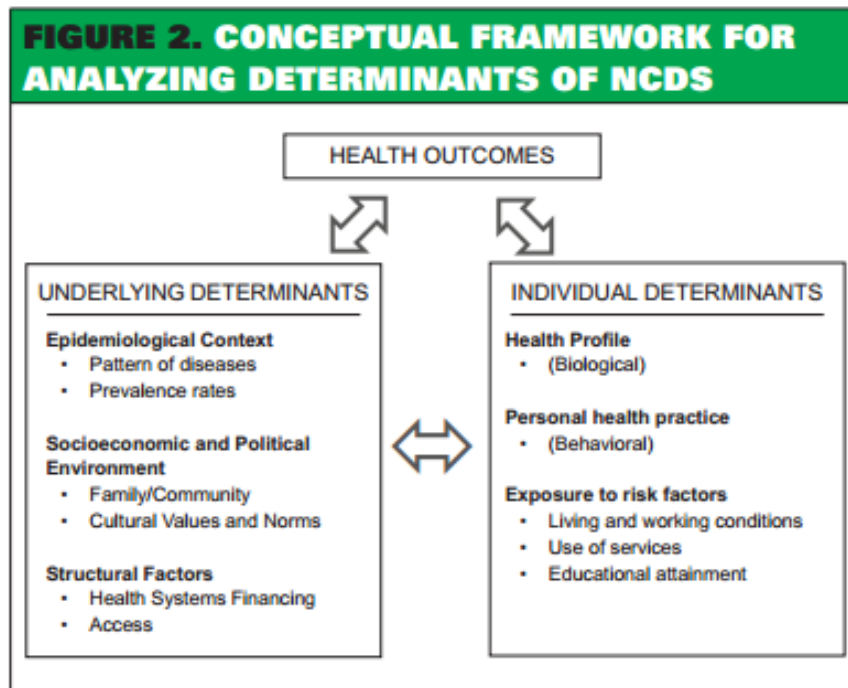 FIGURE 2. CONCEPTUAL FRAMEWORK FOR
ANALYZING DETERMINANTS OF NCDS
HEALTH OUTCOMES
UNDERLYING DETERMINANTS
Epidemiological Context
• Pattern of diseases
• Prevalence rates
Socioeconomic and Political
Environment
• Family/Community
• Cultural Values and Norms
Structural Factors
• Health Systems Financing
• Access
INDIVIDUAL DETERMINANTS
Health Profile
• (Biological)
Personal health practice
• (Behavioral)
Exposure to risk factors
• Living and working conditions
• Use of services
• Educational attainment